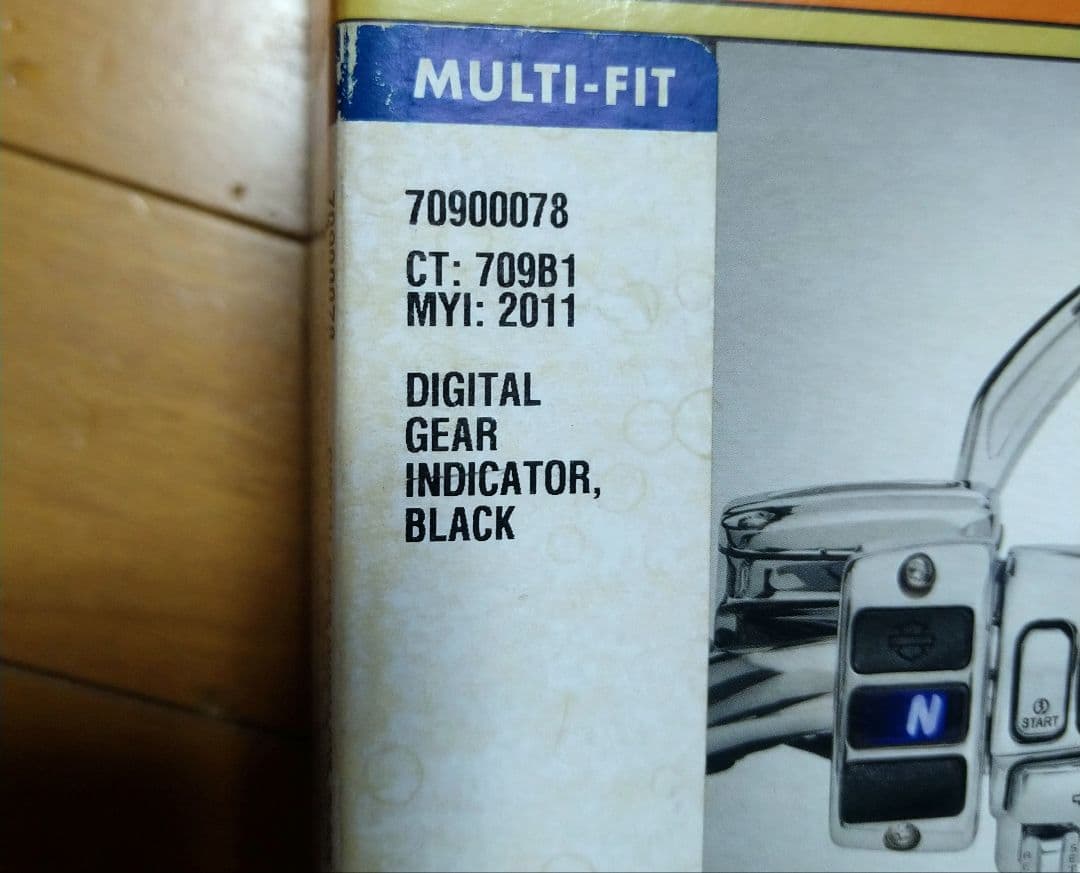 MULTI-FIT
70900078
CT: 709B1
MYI: 2011
DIGITAL
GEAR
INDICATOR,
BLACK
N
START